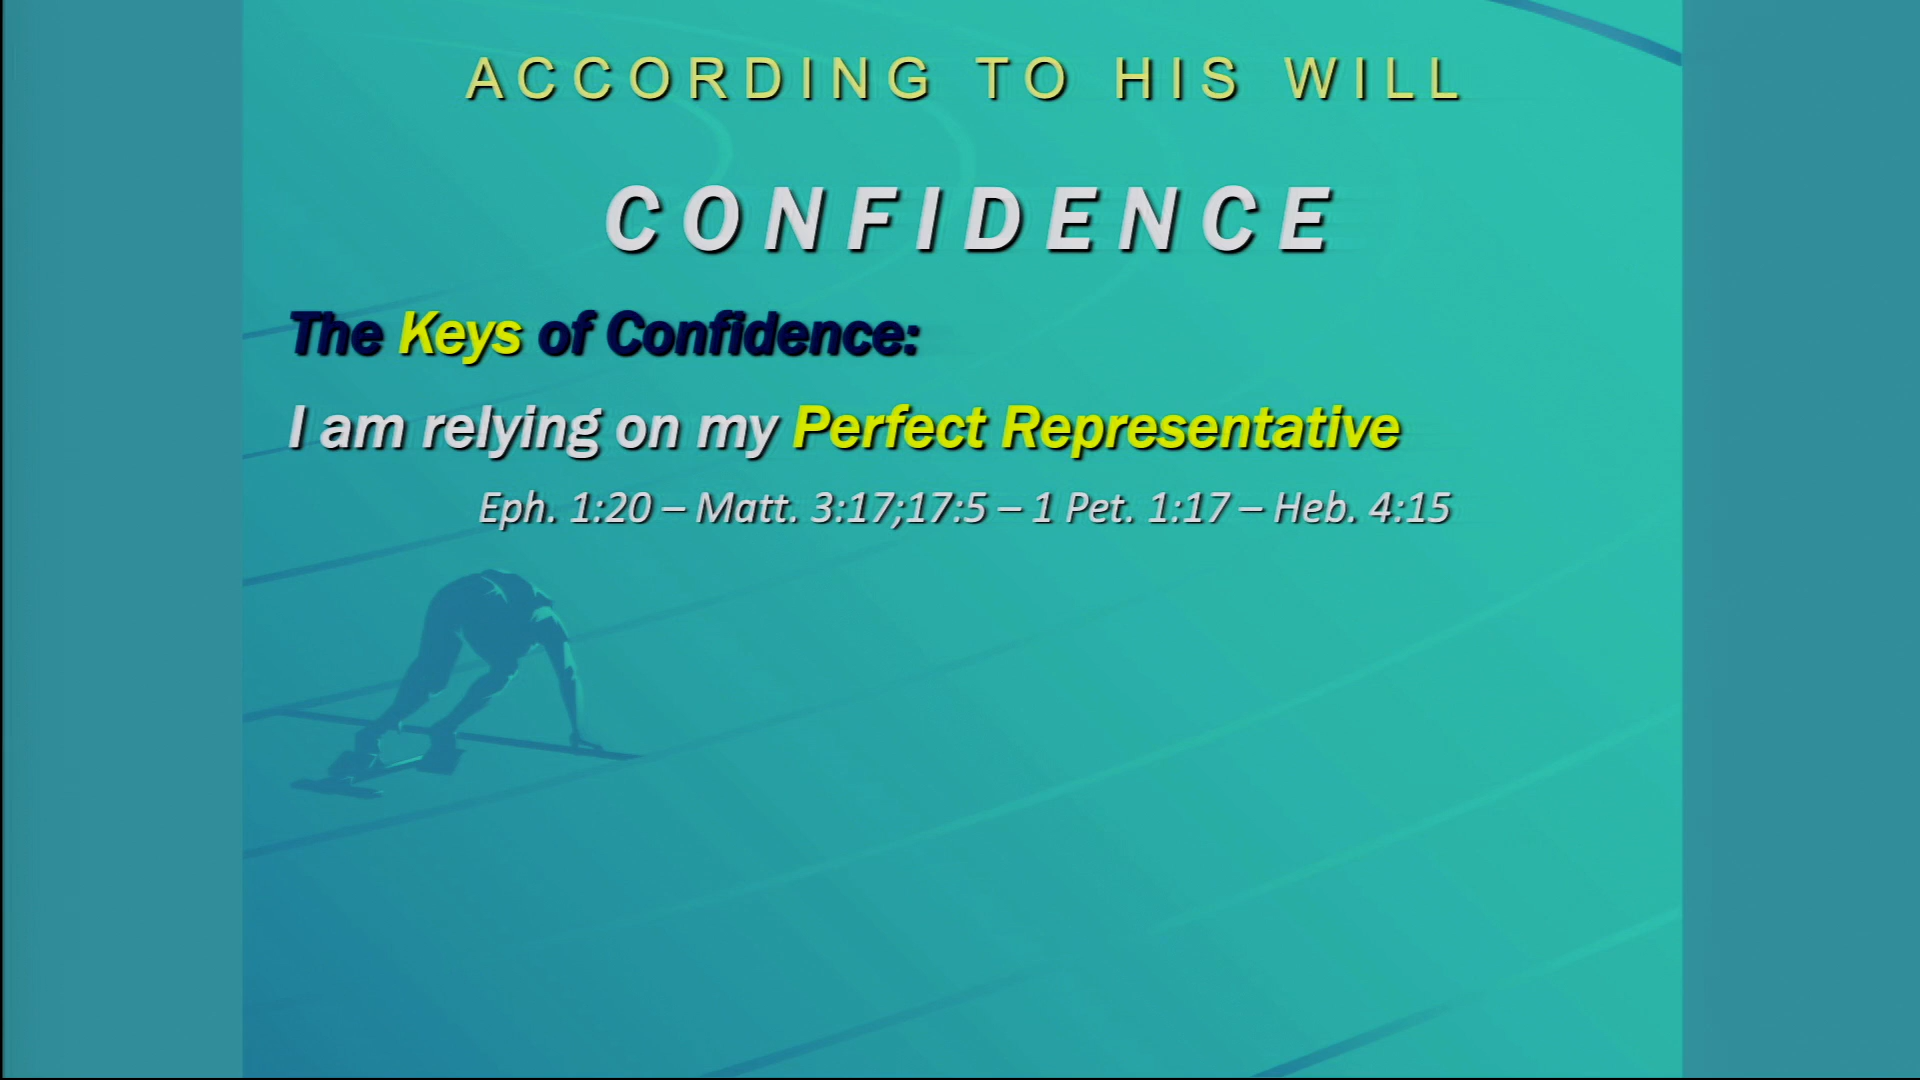 ACCORDING TO HIS WILL
CONFIDENCE
The Keys of Confidence:
I am relying on my Perfect Representative
Eph. 1:20 – Matt. 3:17;17:5 – 1 Pet. 1:17 – Heb. 4:15